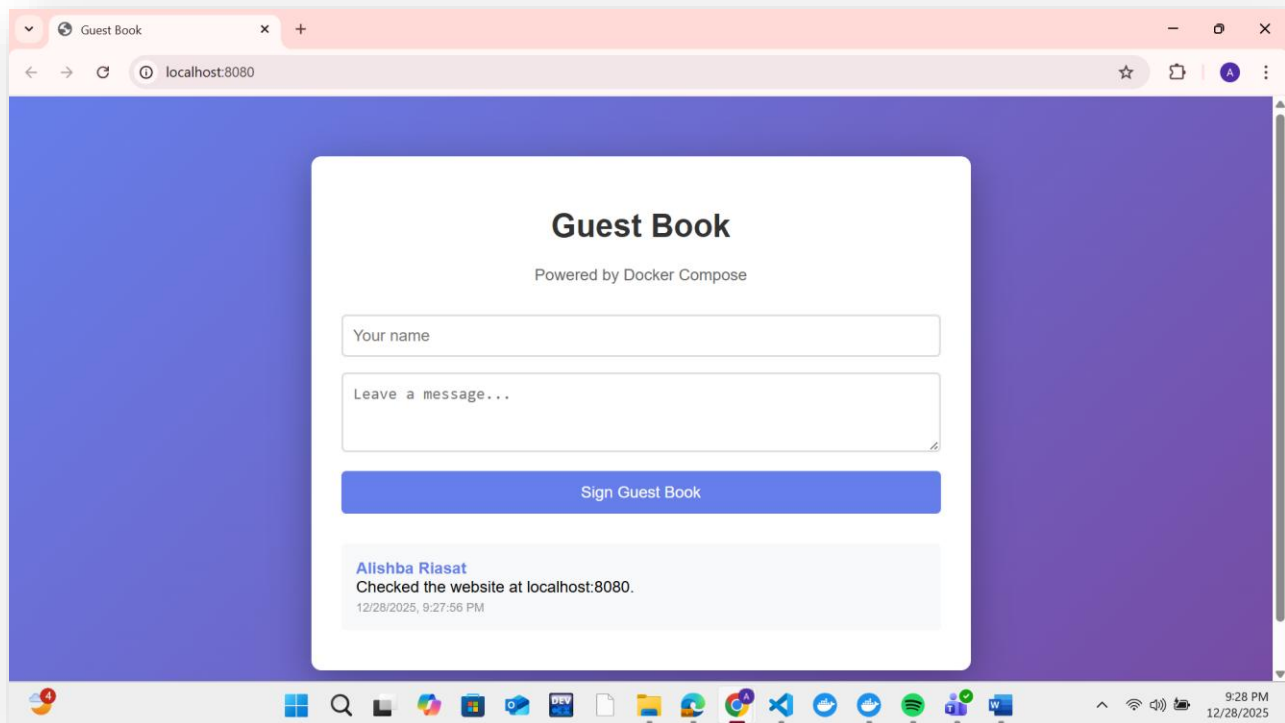 Guest Book
localhost:8080
A
Guest Book
Powered by Docker Compose
Your name
Leave a message...
Sign Guest Book
Alishba Riasat
Checked the website at localhost:8080.
12/28/2025, 9:27:56 PM
4
DEV
A
9:28 PM
12/28/2025